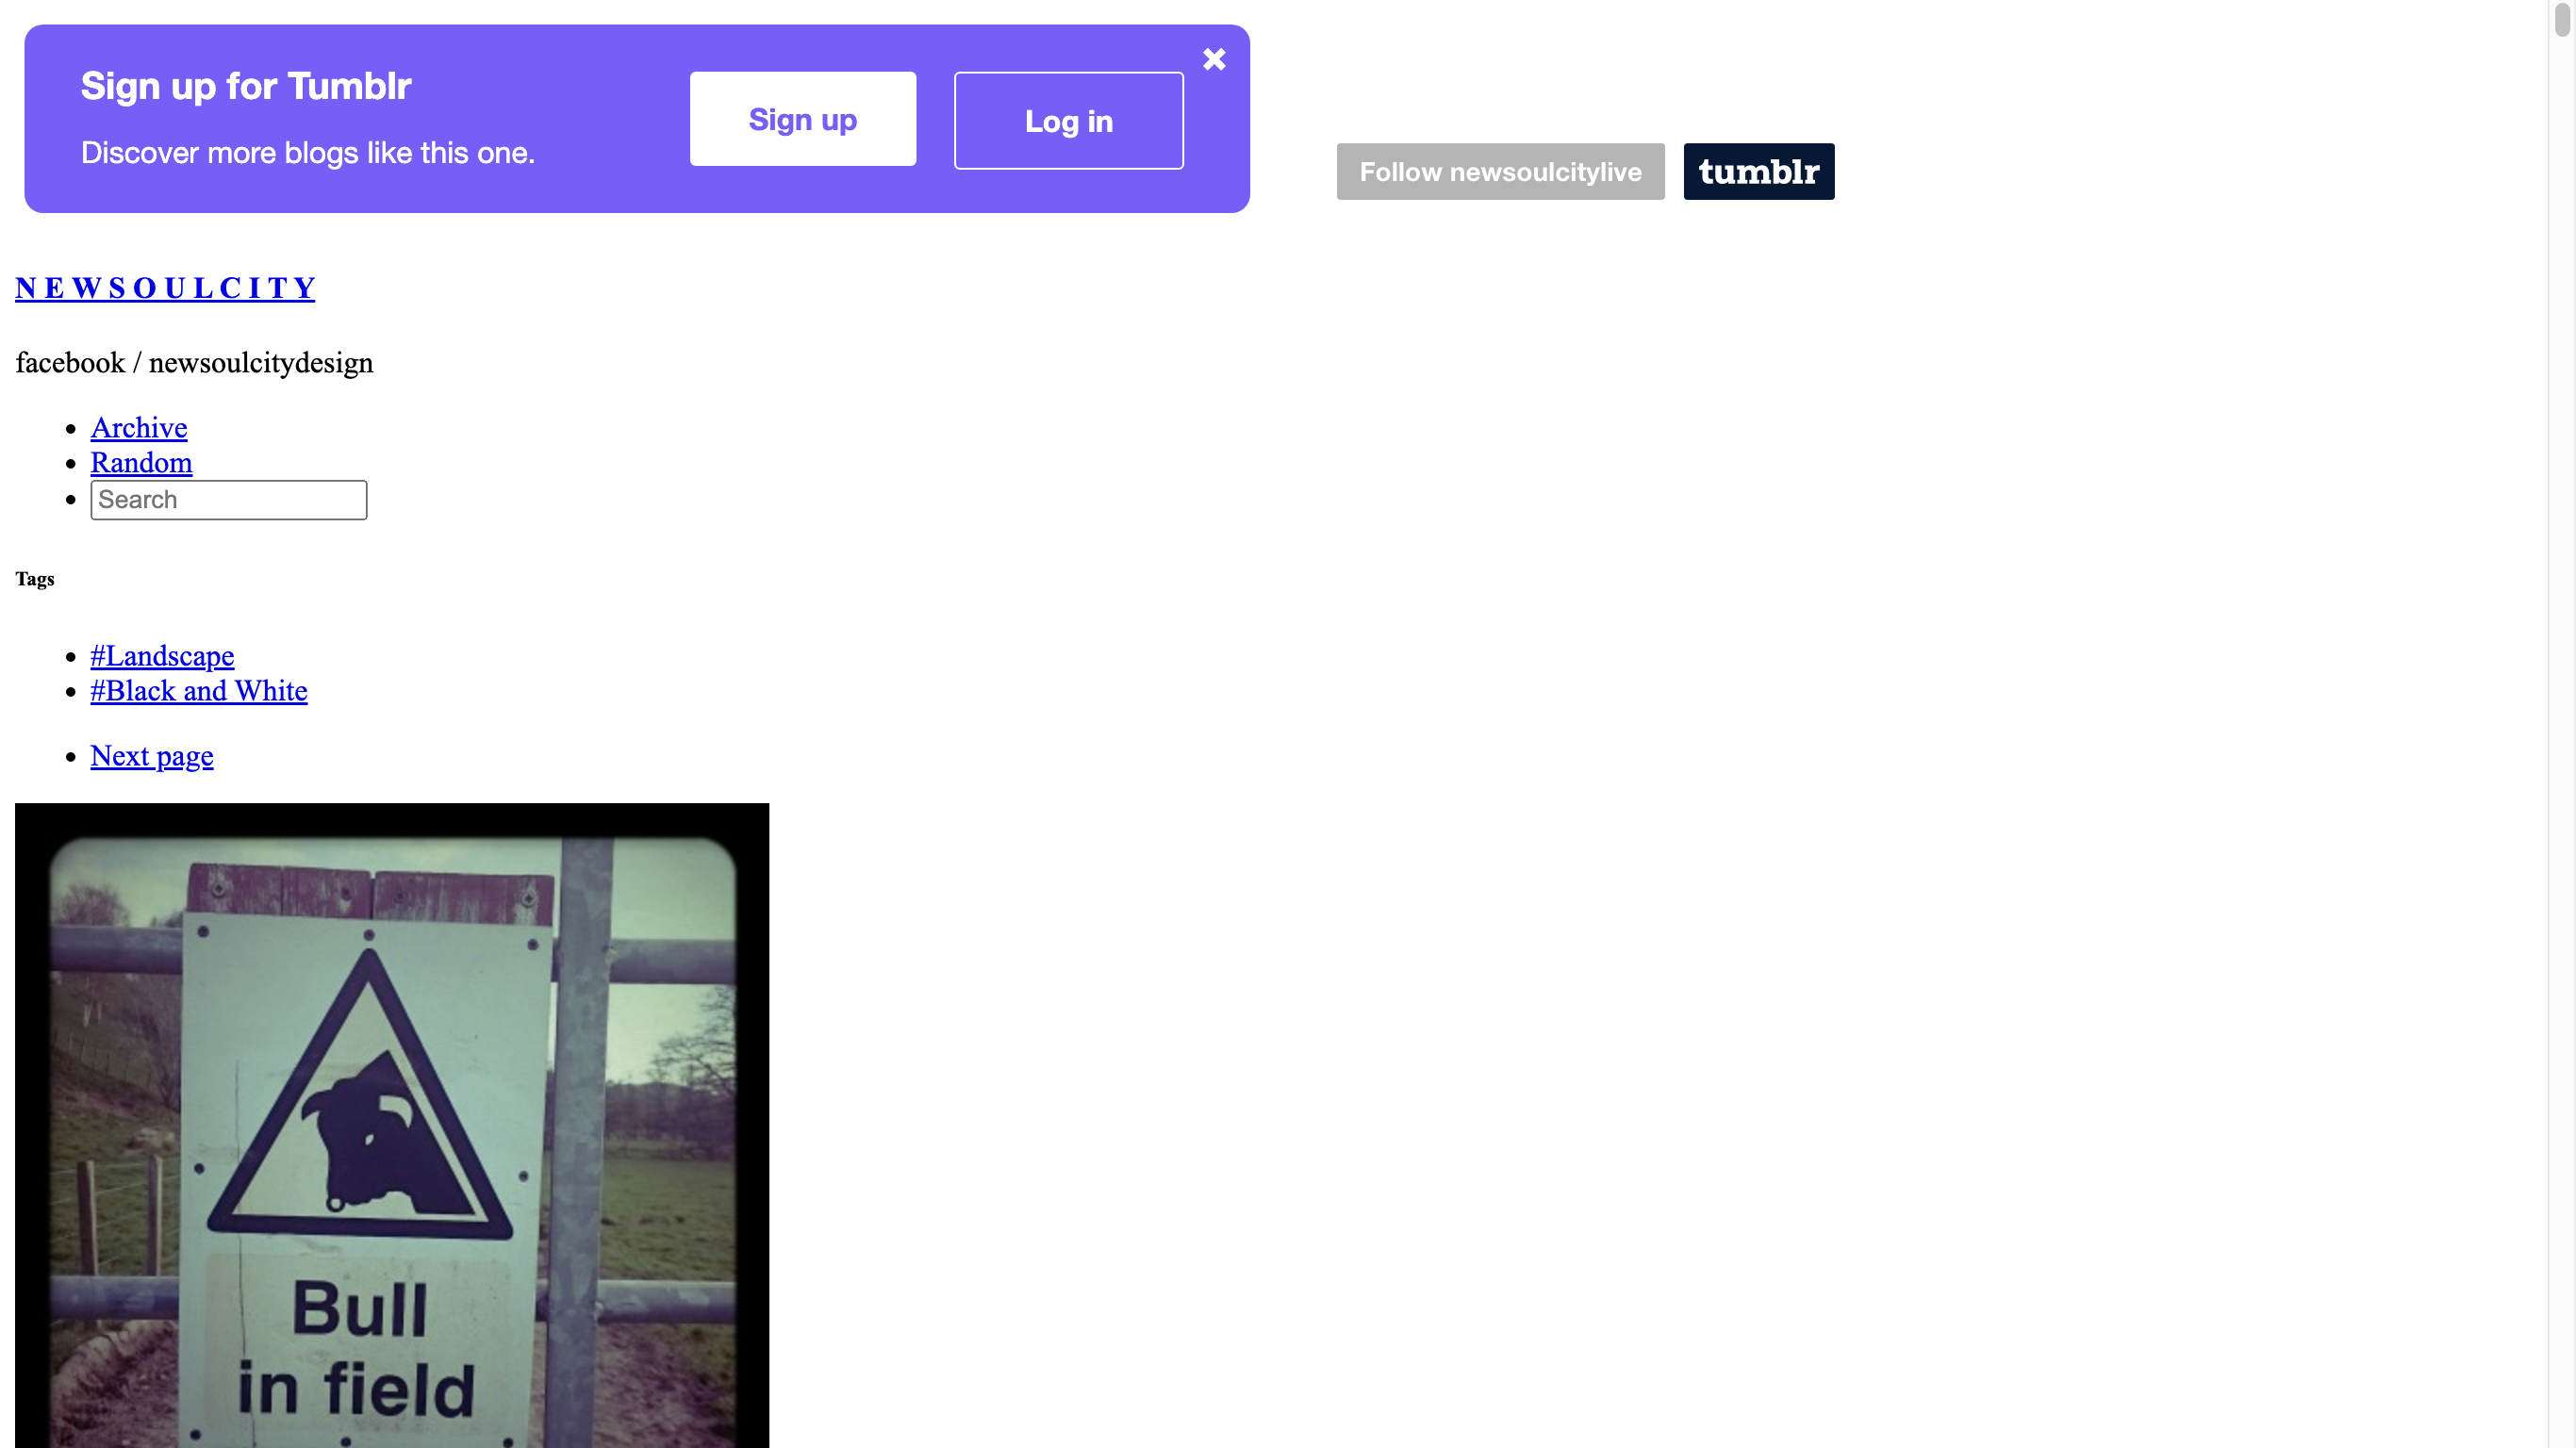 Sign up for Tumblr
Discover more blogs like this one.
Sign up
Log in
Follow newsoulcitylive
tumblr
N E W S O U L C I T Y
facebook / newsoulcitydesign
Archive
Random
Search
Tags
#Landscape
#Black and White
Next page
Bull
in field